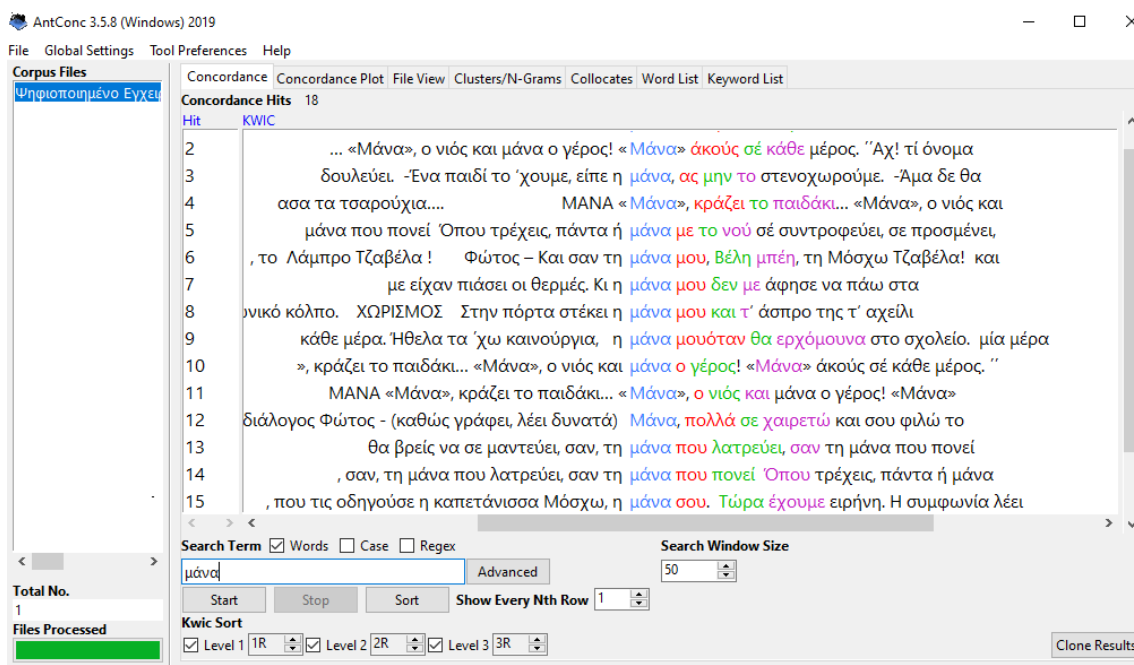 AntConc 3.5.8 (Windows) 2019
File Global Settings Tool Preferences Help
Corpus Files
Ψηφιοποιημένο Εγχει
Concordance Concordance Plot File View Clusters/N-Grams Collocates Word List Keyword List
Concordance Hits 18
Hit KWIC
2 ... «Μάνα», ο νιός και μάνα ο γέρος! «Μάνα» άκούς σέ κάθε μέρος. ΄΄Αχ! τί όνομα
3 δουλεύει. -Ένα παιδί το ΄χουμε, είπε η μάνα, ας μην το στενοχωρούμε. -Άμα δε θα
4 ασα τα τσαρούχια.... ΜΑΝΑ «Μάνα», κράζει το παιδάκι... «Μάνα», ο νιός και
5 μάνα που πονεί Όπου τρέχεις, πάντα ή μάνα με το νού σέ συντροφεύει, σε προσμένει,
6 , το Λάμπρο Τζαβέλα ! Φώτος – Και σαν τη μάνα μου, Βέλη μπέη, τη Μόσχω Τζαβέλα! και
7 με είχαν πιάσει οι θερμές. Κι η μάνα μου δεν με άφησε να πάω στα
8 νικό κόλπο. ΧΩΡΙΣΜΟΣ Στην πόρτα στέκει η μάνα μου και τ΄ άσπρο της τ΄ αχείλι
9 κάθε μέρα. Ήθελα τα ΄χω καινούργια, η μάνα μουόταν θα ερχόμουνα στο σχολείο. μία μέρα
10 », κράζει το παιδάκι... «Μάνα», ο νιός και μάνα ο γέρος! «Μάνα» άκούς σέ κάθε μέρος. ΄΄
11 ΜΑΝΑ «Μάνα», κράζει το παιδάκι... «Μάνα», ο νιός και μάνα ο γέρος! «Μάνα»
12 διάλογος Φώτος - (καθώς γράφει, λέει δυνατά) Μάνα, πολλά σε χαιρετώ και σου φιλώ το
13 θα βρείς να σε μαντεύει, σαν, τη μάνα που λατρεύει, σαν τη μάνα που πονεί
14 , σαν, τη μάνα που λατρεύει, σαν τη μάνα που πονεί Όπου τρέχεις, πάντα ή μάνα
15 , που τις οδηγούσε η καπετάνισσα Μόσχω, η μάνα σου. Τώρα έχουμε ειρήνη. Η συμφωνία λέει
Search Term Words Case Regex Search Window Size
μάνα Advanced 50
Start Stop Sort Show Every Nth Row 1
Total No.
1
Files Processed
Kwic Sort
Level 1 1R Level 2 2R Level 3 3R Clone Results